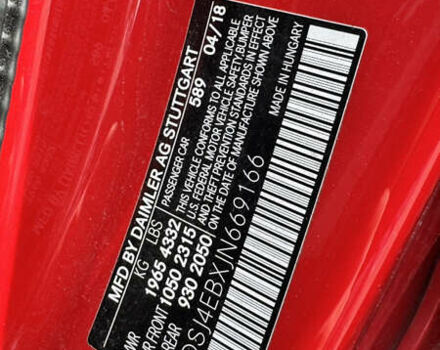 MFD BY DAIMLER AG STUTTGART
KG LBS PASSENGER CAR 589 04/18
1965 4332 THIS VEHICLE CONFORMS TO ALL APPLICABLE
FRONT 1050 2315 U.S. FEDERAL MOTOR VEHICLE SAFETY, BUMPER
REAR 930 2050 AND THEFT PREVENTION STANDARDS IN EFFECT
ON THE DATE OF MANUFACTURE SHOWN ABOVE
SJ4EBXJN669166 MADE IN HUNGARY